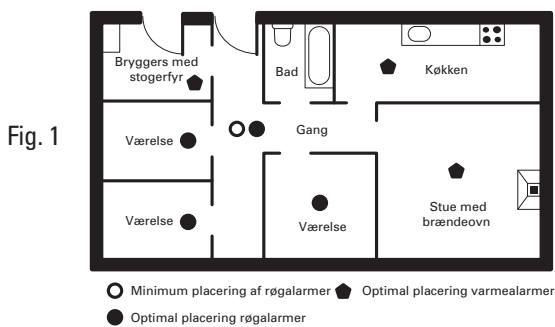 Fig. 1
Bryggers med
stogerfyr
Bad
Køkken
Værelse
Gang
Værelse
Værelse
Stue med
brændeovn
Minimum placering af røgalarmer
Optimal placering varmealarmer
Optimal placering røgalarmer